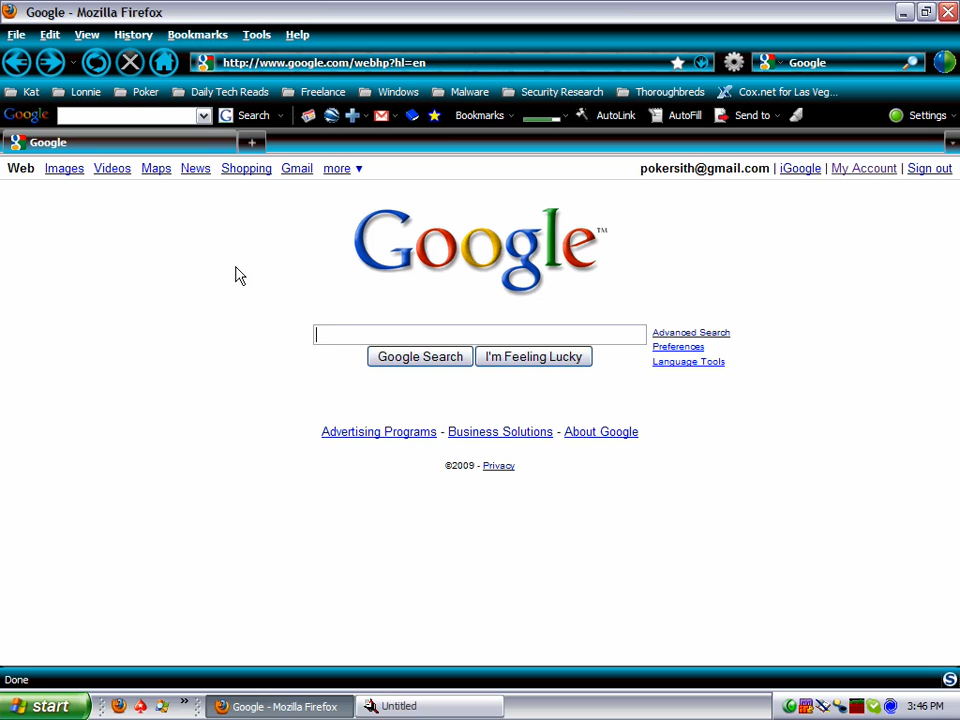 Google - Mozilla Firefox
File Edit View History Bookmarks Tools Help
http://www.google.com/webhp?hl=en
Google
Kat Lonnie Poker Daily Tech Reads Freelance Windows Malware Security Research Thoroughbreds Cox.net for Las Veg...
Google Search Bookmarks AutoLink AutoFill Send to Settings
Google
Web Images Videos Maps News Shopping Gmail more ▼ pokersith@gmail.com | iGoogle | My Account | Sign out
Google™
Advanced Search
Preferences
Language Tools
Google Search I'm Feeling Lucky
Advertising Programs - Business Solutions - About Google
©2009 - Privacy
Done
start Google - Mozilla Firefox Untitled 3:46 PM